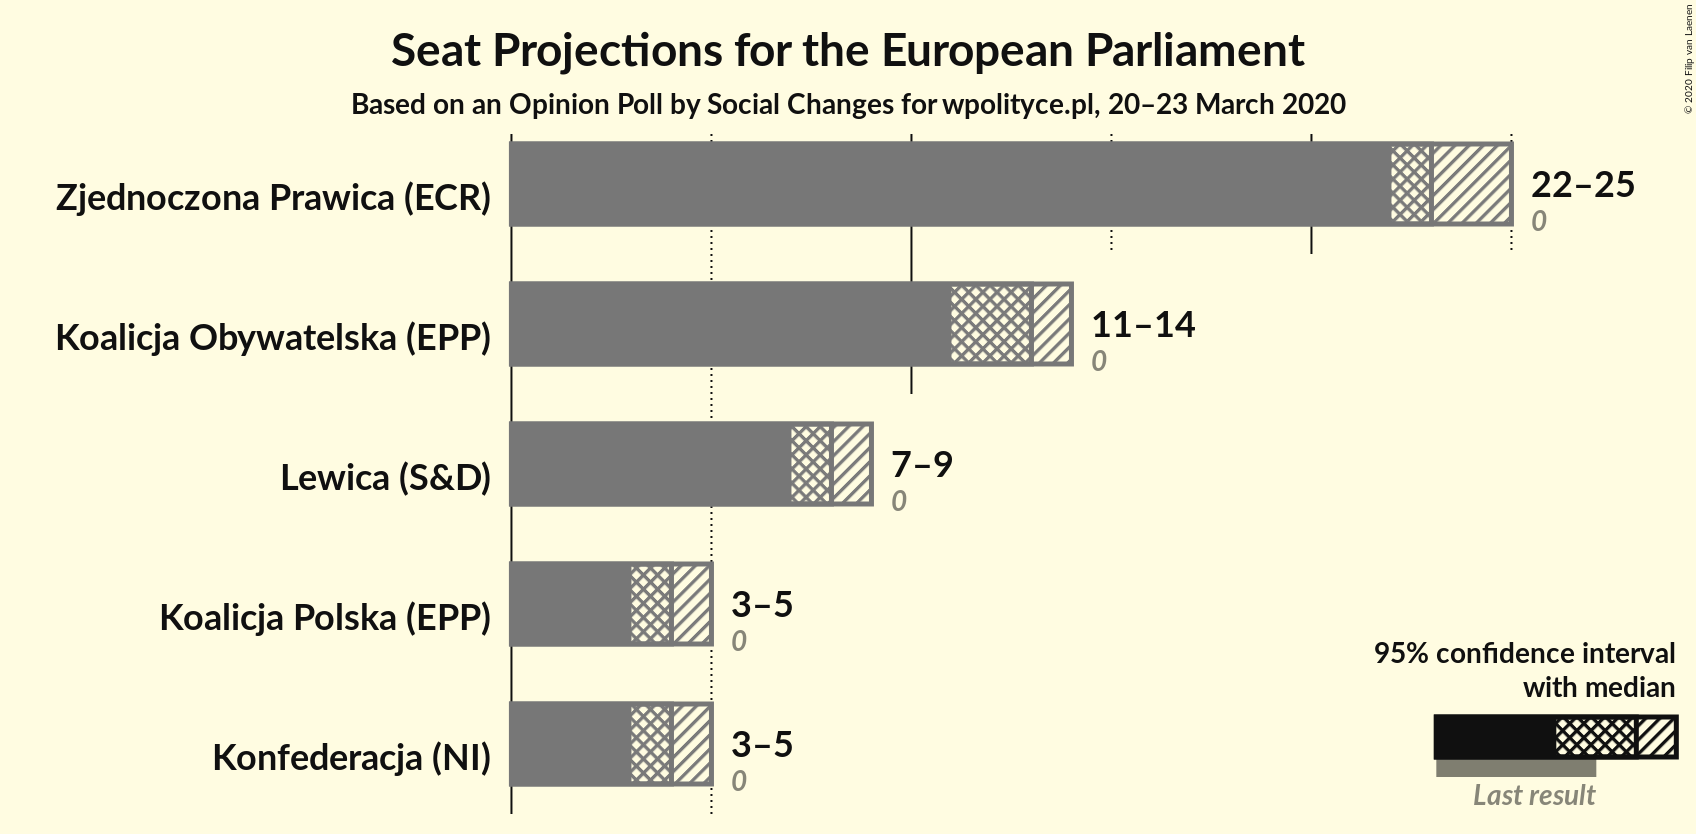 Seat Projections for the European Parliament
Based on an Opinion Poll by Social Changes for wpolityce.pl, 20–23 March 2020
© 2020 Filip van Laenen
Zjednoczona Prawica (ECR)
22–25
0
Koalicja Obywatelska (EPP)
11–14
0
Lewica (S&D)
7–9
0
Koalicja Polska (EPP)
3–5
0
Konfederacja (NI)
3–5
0
95% confidence interval
with median
Last result